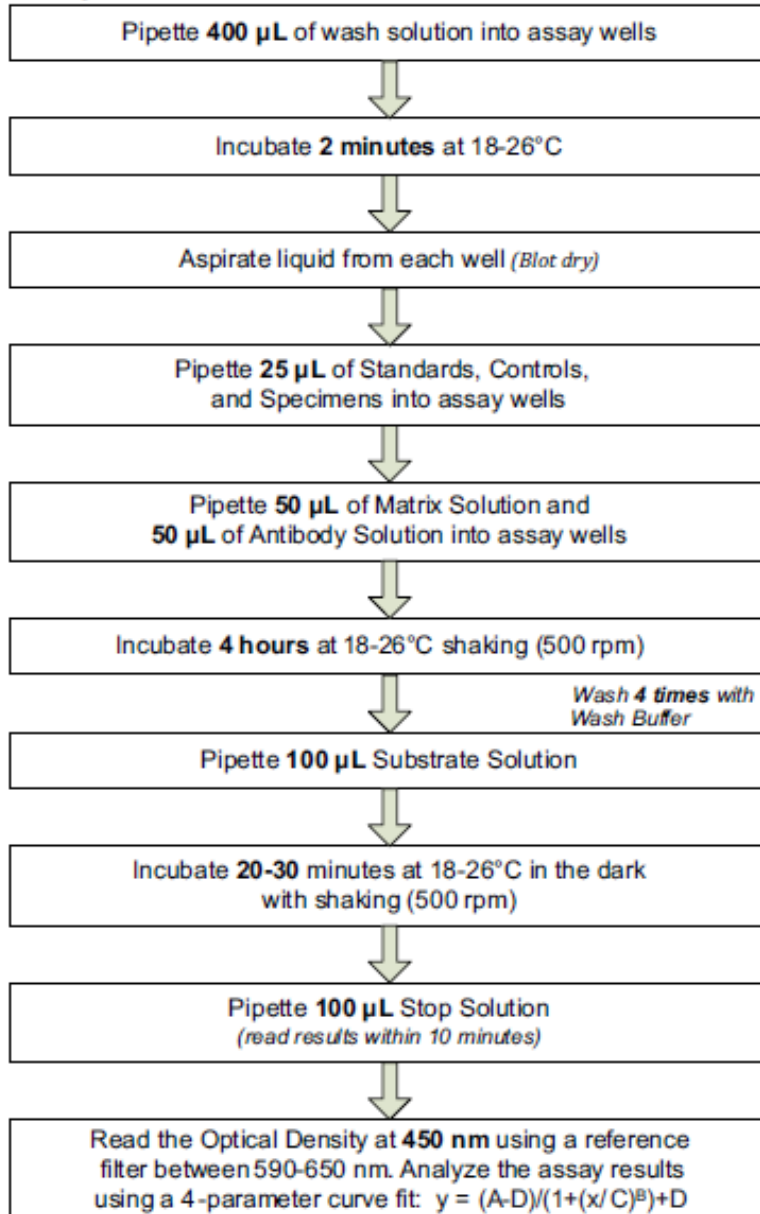 Pipette 400 µL of wash solution into assay wells
Incubate 2 minutes at 18-26°C
Aspirate liquid from each well (Blot dry)
Pipette 25 µL of Standards, Controls,
and Specimens into assay wells
Pipette 50 µL of Matrix Solution and
50 µL of Antibody Solution into assay wells
Incubate 4 hours at 18-26°C shaking (500 rpm)
Wash 4 times with
Wash Buffer
Pipette 100 µL Substrate Solution
Incubate 20-30 minutes at 18-26°C in the dark
with shaking (500 rpm)
Pipette 100 µL Stop Solution
(read results within 10 minutes)
Read the Optical Density at 450 nm using a reference
filter between 590-650 nm. Analyze the assay results
using a 4-parameter curve fit: y = (A-D)/(1+(x/C)ᴮ)+D